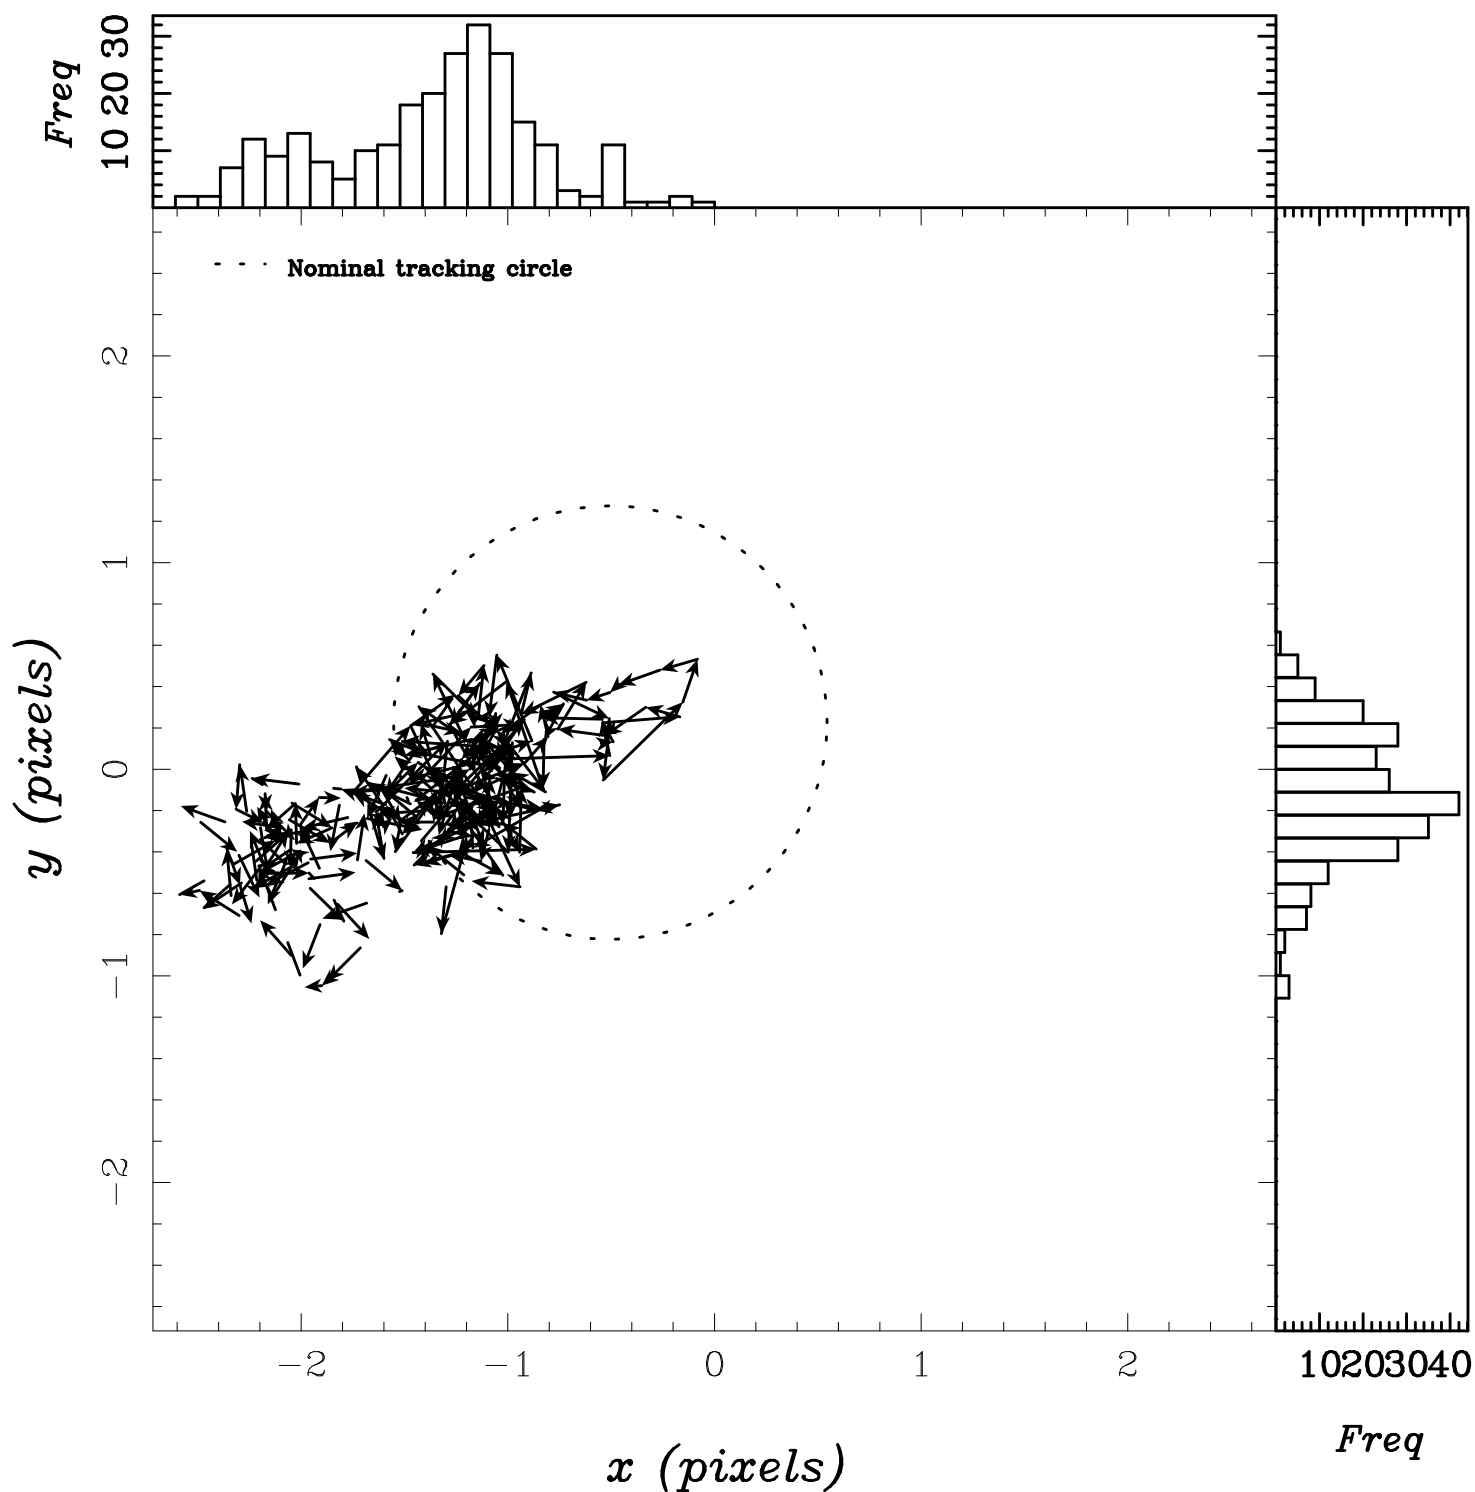 Freq
10 20 30
Nominal tracking circle
y (pixels)
2
1
0
−1
−2
−2 −1 0 1 2
10203040
x (pixels)
Freq